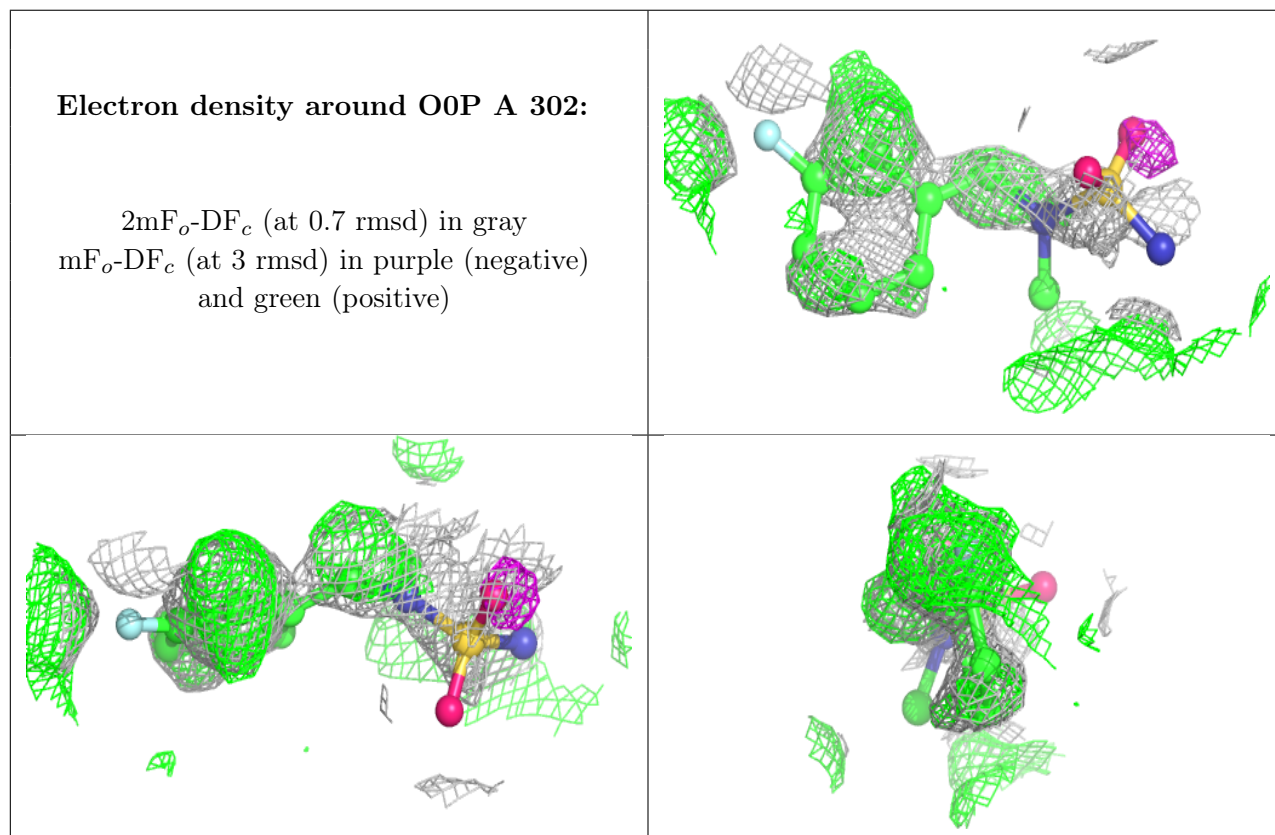 Electron density around O0P A 302:
2mFo-DFc (at 0.7 rmsd) in gray
mFo-DFc (at 3 rmsd) in purple (negative)
and green (positive)